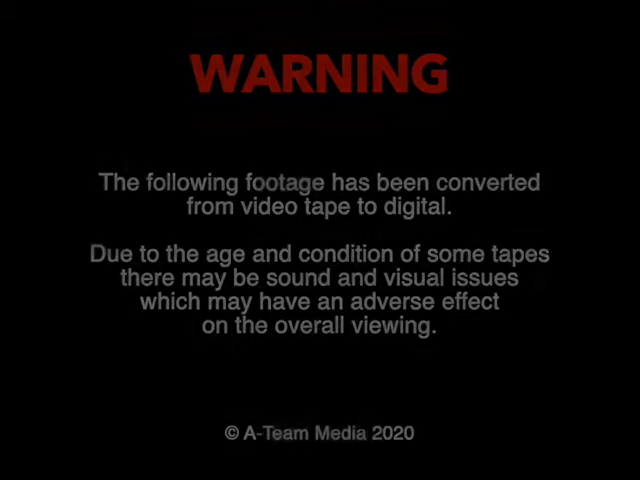 WARNING
The following footage has been converted
from video tape to digital.
Due to the age and condition of some tapes
there may be sound and visual issues
which may have an adverse effect
on the overall viewing.
© A-Team Media 2020